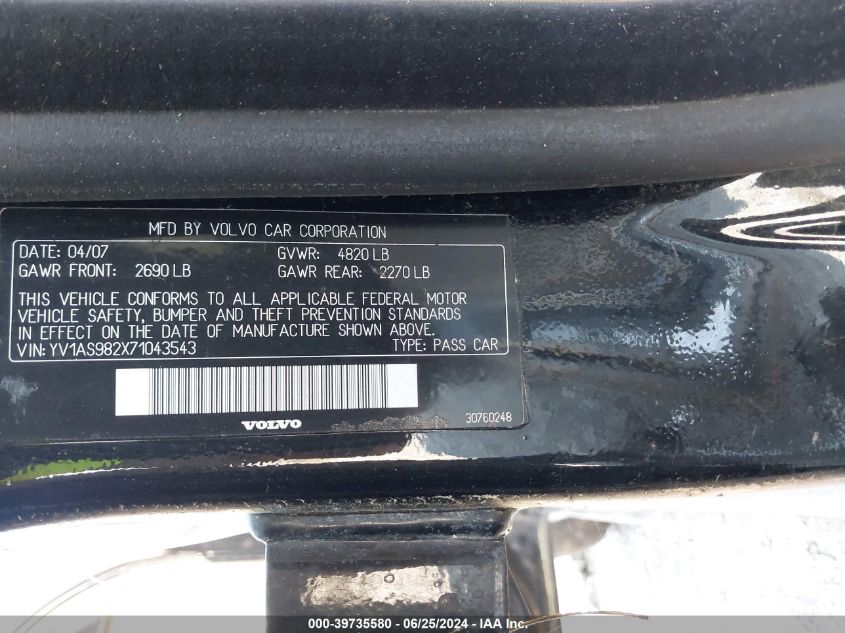 MFD BY VOLVO CAR CORPORATION
DATE: 04/07 GVWR: 4820 LB
GAWR FRONT: 2690 LB GAWR REAR: 2270 LB
THIS VEHICLE CONFORMS TO ALL APPLICABLE FEDERAL MOTOR
VEHICLE SAFETY, BUMPER AND THEFT PREVENTION STANDARDS
IN EFFECT ON THE DATE OF MANUFACTURE SHOWN ABOVE.
VIN: YV1AS982X71043543 TYPE: PASS CAR
VOLVO 30760248
000-39735580 - 06/25/2024 - IAA Inc.